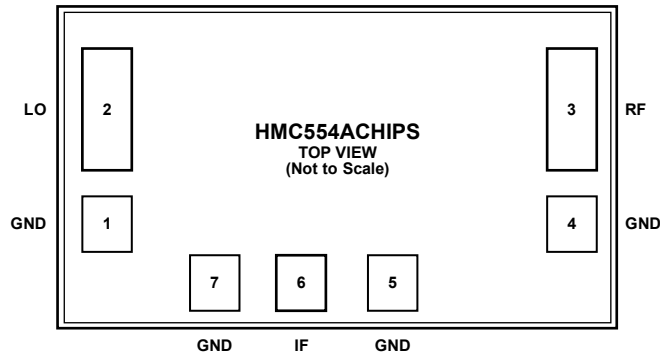 LO
2
HMC554ACHIPS
TOP VIEW
(Not to Scale)
3
RF
GND
1
4
GND
7
6
5
GND
IF
GND